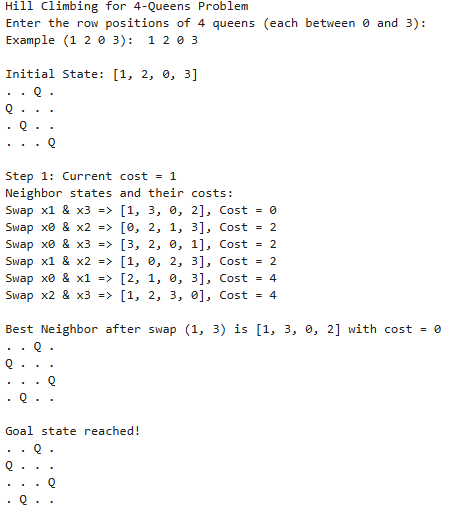 Hill Climbing for 4-Queens Problem
Enter the row positions of 4 queens (each between 0 and 3):
Example (1 2 0 3):  1 2 0 3

Initial State: [1, 2, 0, 3]
. . Q .
Q . . .
. Q . .
. . . Q

Step 1: Current cost = 1
Neighbor states and their costs:
Swap x1 & x3 => [1, 3, 0, 2], Cost = 0
Swap x0 & x2 => [0, 2, 1, 3], Cost = 2
Swap x0 & x3 => [3, 2, 0, 1], Cost = 2
Swap x1 & x2 => [1, 0, 2, 3], Cost = 2
Swap x0 & x1 => [2, 1, 0, 3], Cost = 4
Swap x2 & x3 => [1, 2, 3, 0], Cost = 4

Best Neighbor after swap (1, 3) is [1, 3, 0, 2] with cost = 0
. . Q .
Q . . .
. . . Q
. Q . .

Goal state reached!
. . Q .
Q . . .
. . . Q
. Q . .